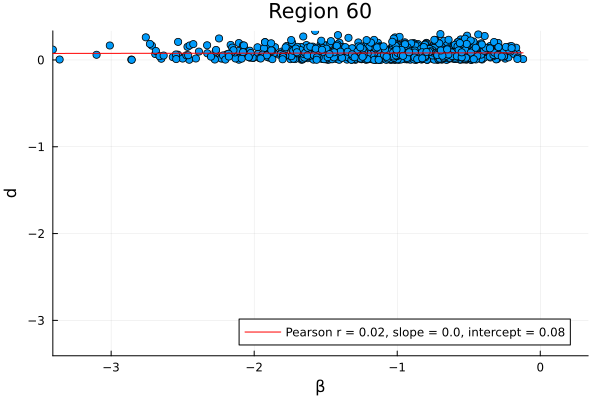 Region 60
0
−1
−2
−3
d
Pearson r = 0.02, slope = 0.0, intercept = 0.08
−3 −2 −1 0
β